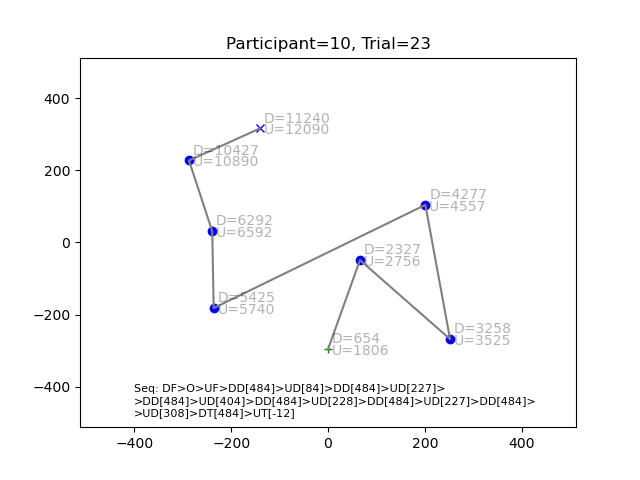 Participant=10, Trial=23
400
200
0
−200
−400
D=11240
U=12090
D=10427
U=10890
D=6292
U=6592
D=5425
U=5740
D=4277
U=4557
D=2327
U=2756
D=3258
U=3525
D=654
U=1806
Seq: DF>O>UF>DD[484]>UD[84]>DD[484]>UD[227]>
>DD[484]>UD[404]>DD[484]>UD[228]>DD[484]>UD[227]>DD[484]>
>UD[308]>DT[484]>UT[-12]
−400 −200 0 200 400